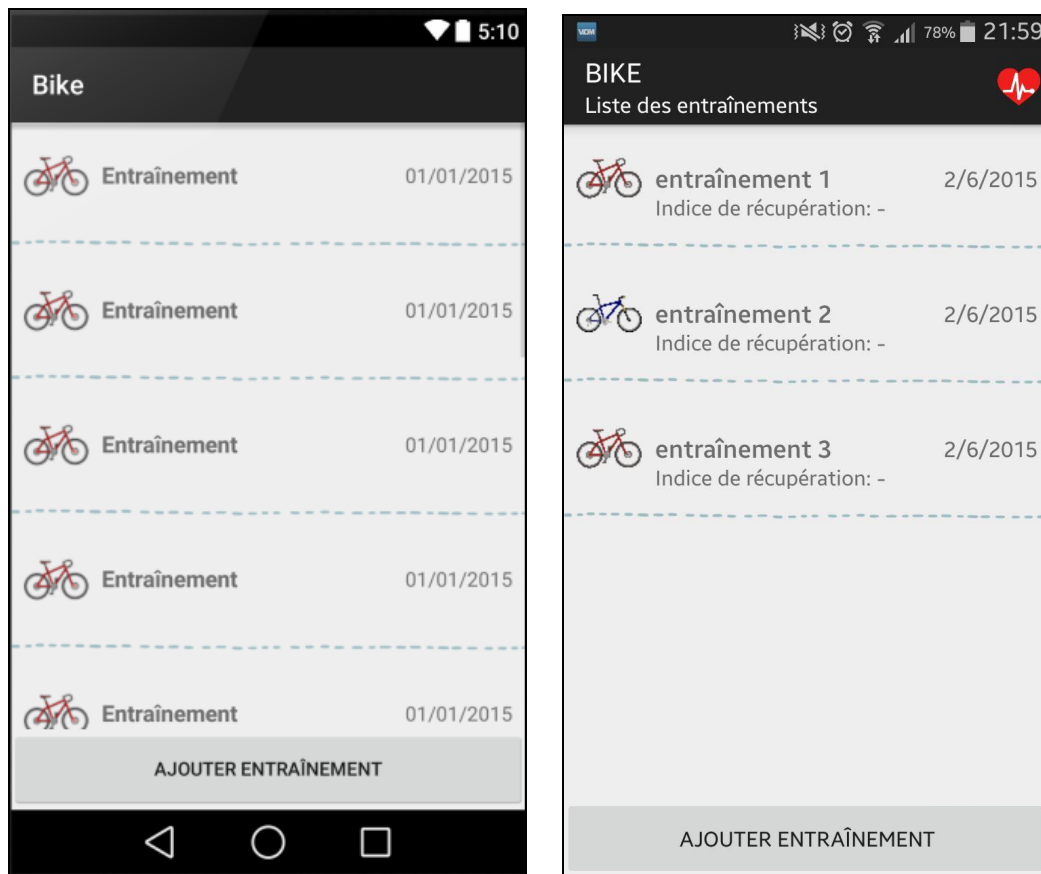 5:10
Bike
Entraînement 01/01/2015
Entraînement 01/01/2015
Entraînement 01/01/2015
Entraînement 01/01/2015
Entraînement 01/01/2015
AJOUTER ENTRAÎNEMENT
VDM 78% 21:59
BIKE
Liste des entraînements
entraînement 1 2/6/2015
Indice de récupération: -
entraînement 2 2/6/2015
Indice de récupération: -
entraînement 3 2/6/2015
Indice de récupération: -
AJOUTER ENTRAÎNEMENT